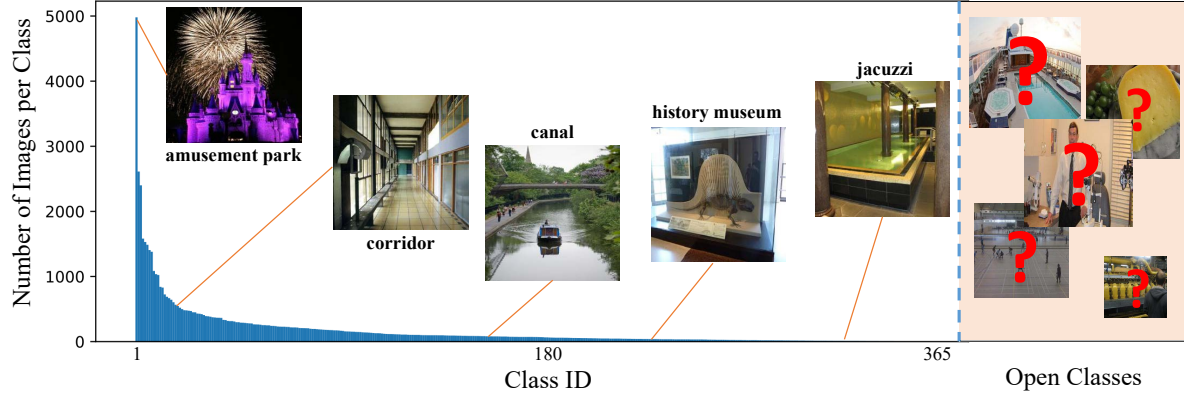 Number of Images per Class
5000
4000
3000
2000
1000
0
amusement park
corridor
canal
history museum
jacuzzi
?
?
?
?
?
1
180
365
Class ID
Open Classes